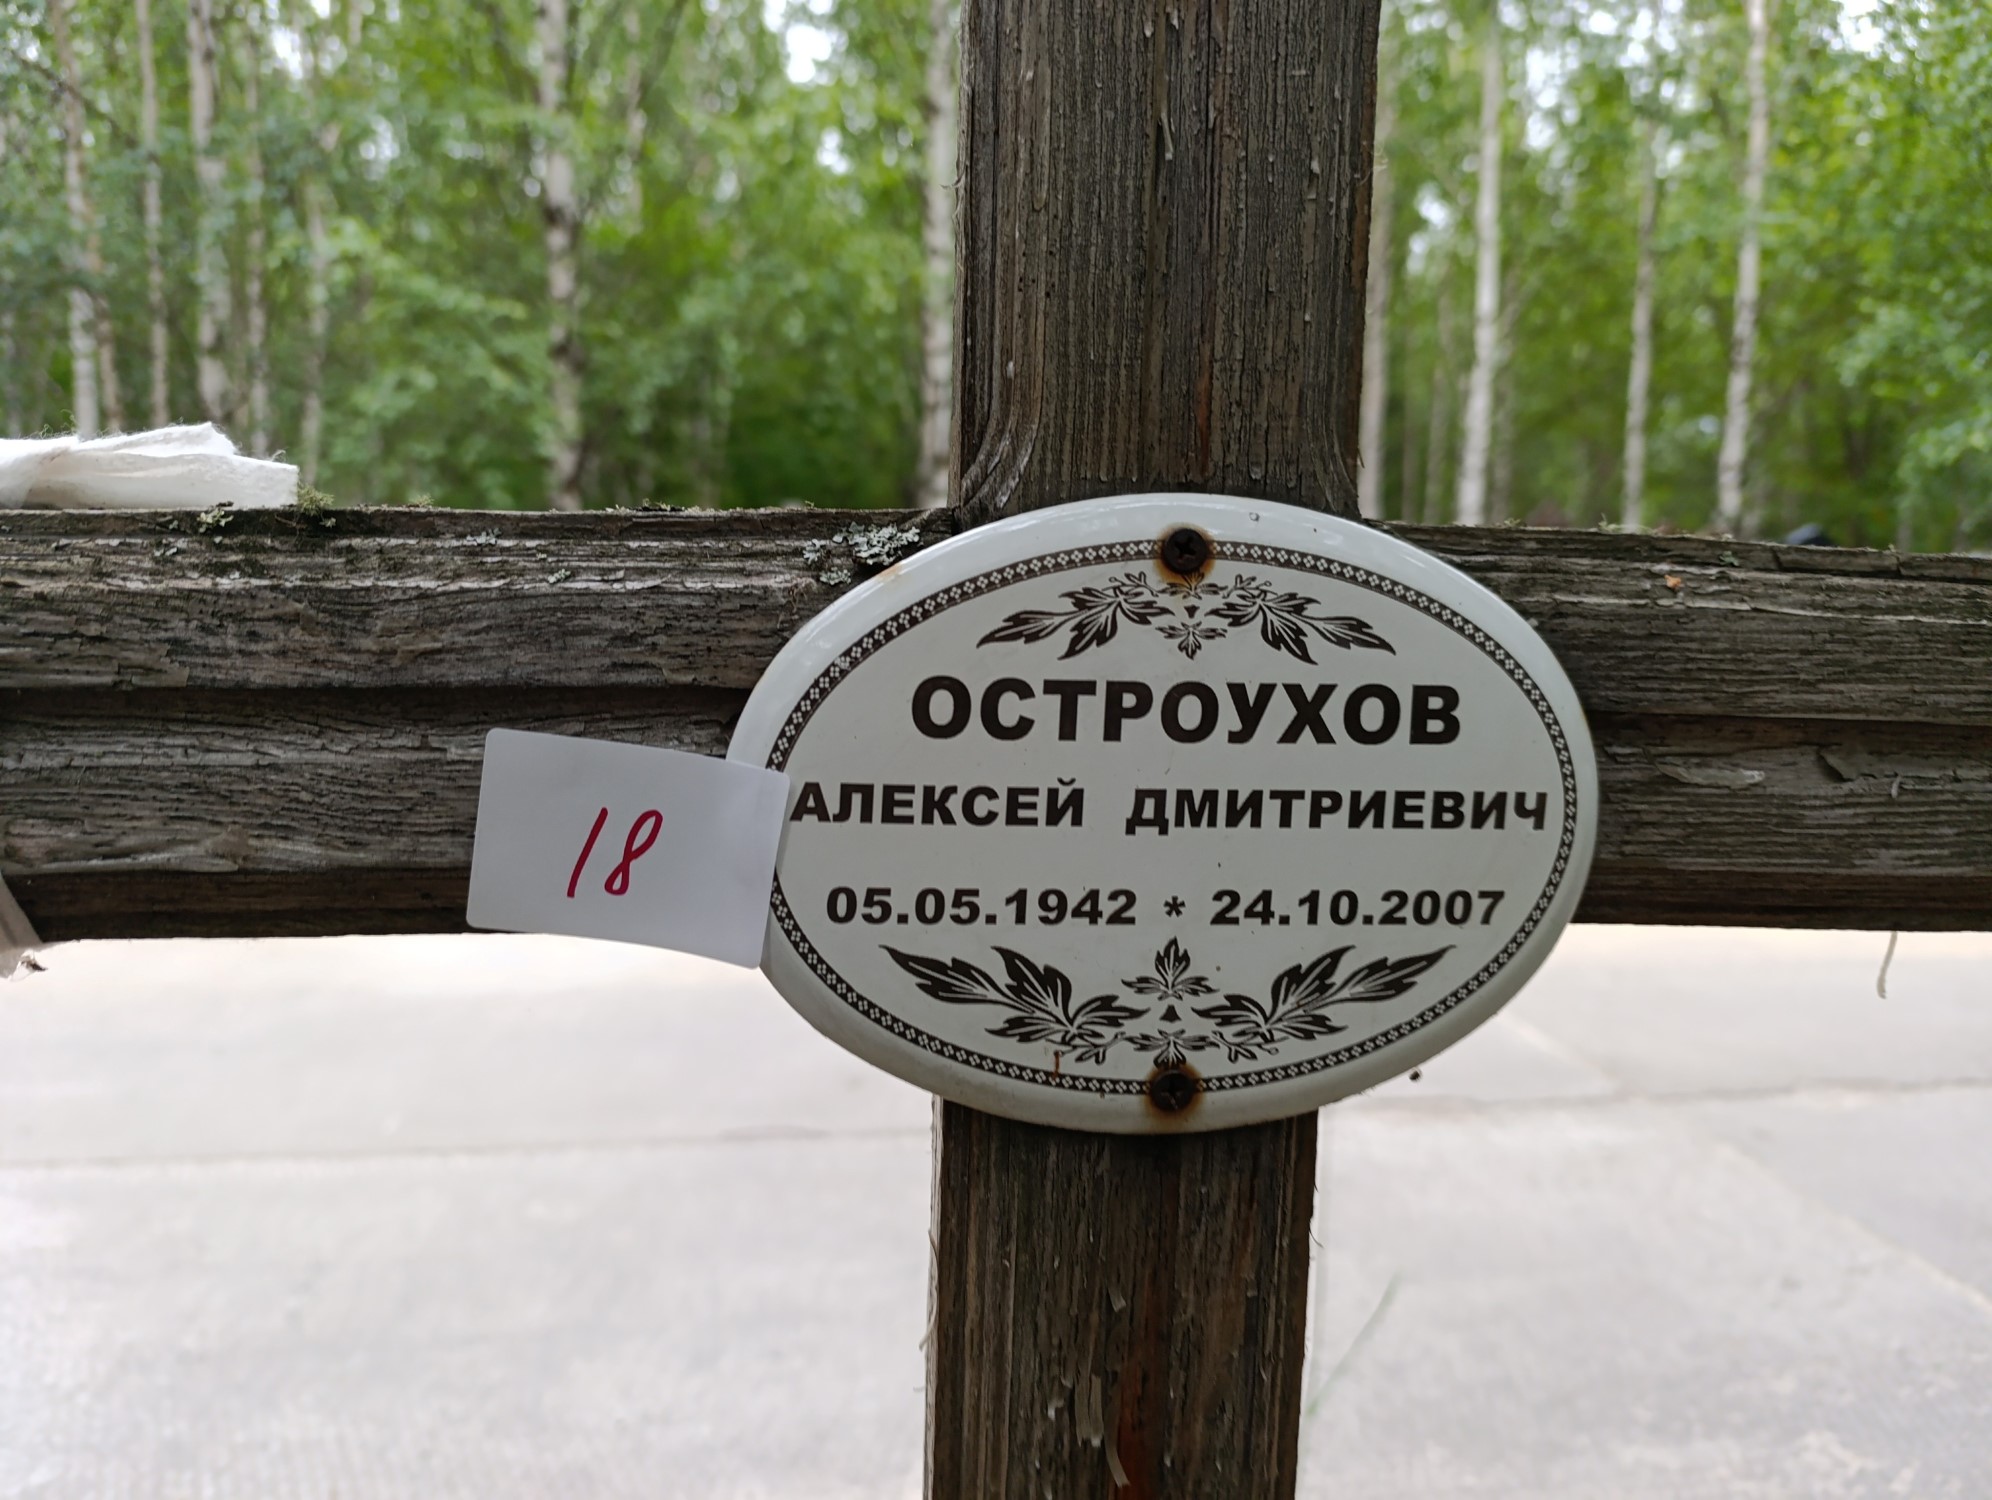 ОСТРОУХОВ
АЛЕКСЕЙ ДМИТРИЕВИЧ
18
05.05.1942 * 24.10.2007